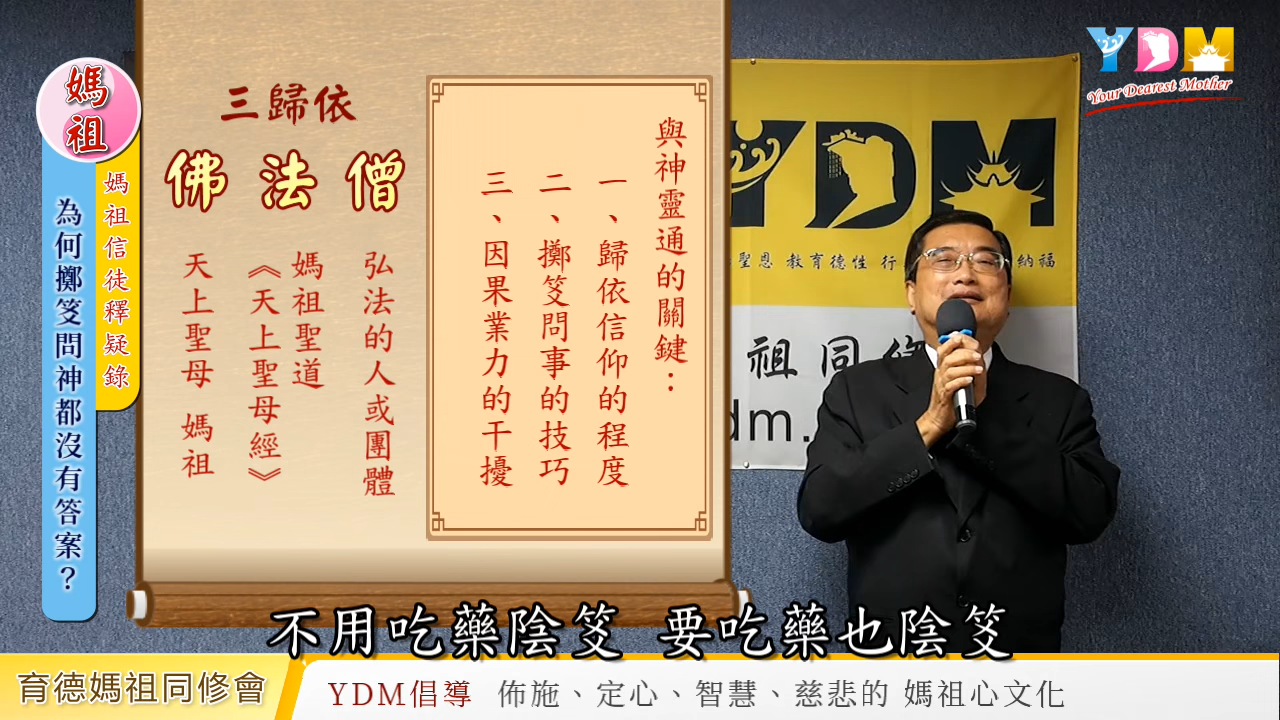 媽祖
媽祖信徒釋疑錄
為何擲筊問神都沒有答案？
三歸依
佛 法 僧
天上聖母 媽祖
媽祖聖道
《天上聖母經》
弘法的人或團體
與神靈通的關鍵：
一、歸依信仰的程度
二、擲筊問事的技巧
三、因果業力的干擾
YDM
Your Dearest Mother
YDM
聖恩 教育德性 行
納福
祖同
dm.
不用吃藥陰筊 要吃藥也陰筊
育德媽祖同修會
YDM倡導 佈施、定心、智慧、慈悲的 媽祖心文化